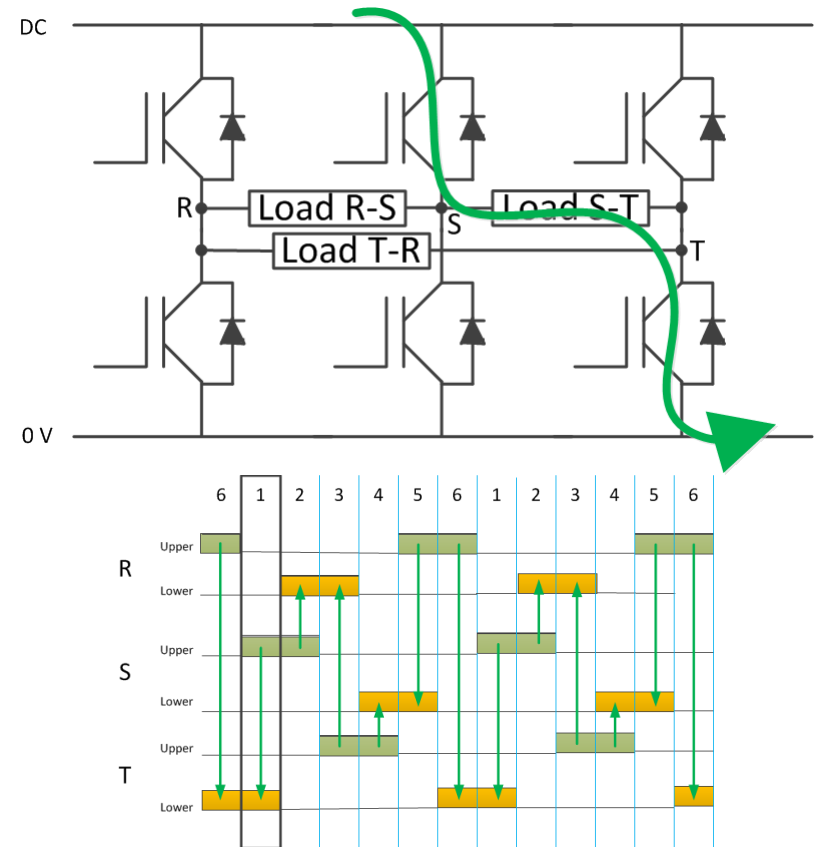 DC
R
Load R-S
S
Load S-T
Load T-R
T
0 V
6 1 2 3 4 5 6 1 2 3 4 5 6
R
Upper
Lower
S
Upper
Lower
T
Upper
Lower